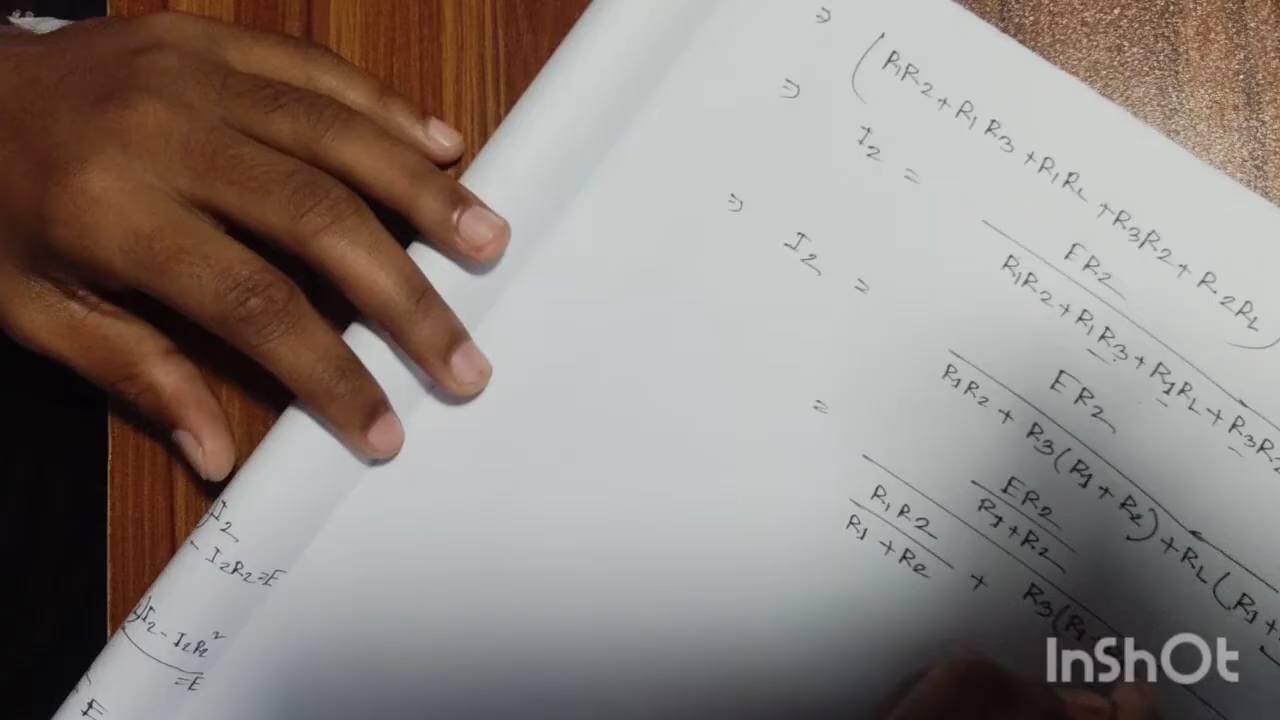 ⇒ (R1R2 + R1R3 + R1RL + R3R2 + R2RL)
⇒ I2 =
ER2
R1R2 + R1R3 + R1RL + R3R2
⇒ I2 =
ER2
R1R2 + R3(R1 + R2) + RL(R1+
=
ER2
R1+R2
R1R2
R1 + R2
+ R3(R1
I2
- I2R2=E
)I2 - I2R2²
=E
E
InShOt